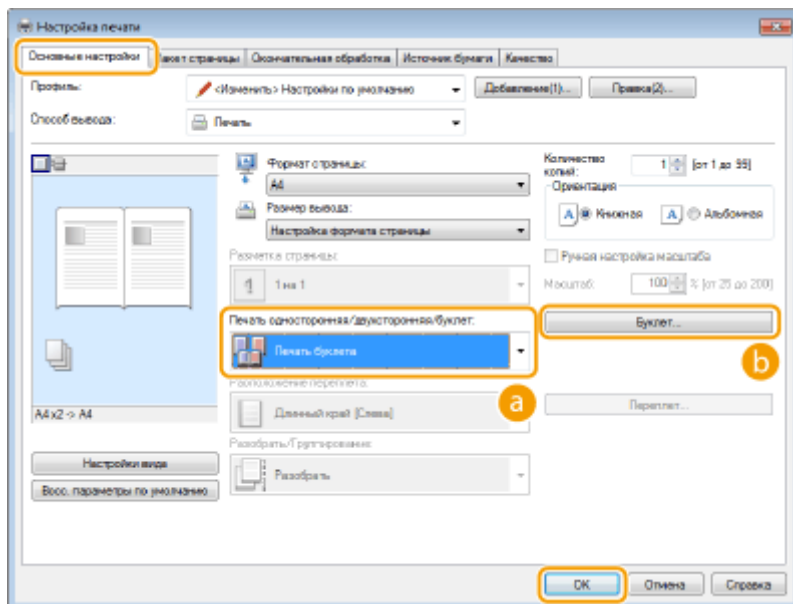 Настройка печати
Основные настройки Макет страницы Окончательная обработка Источник бумаги Качество
Профиль: <Изменить> Настройки по умолчанию Добавление(1)... Правка(2)...
Способ вывода: Печать
Формат страницы:
A4
Размер вывода:
Настройка формата страницы
Разметка страницы:
1 на 1
Печать односторонняя/двухсторонняя/буклет:
Печать буклета
a
Расположение переплета:
Длинный край [Слева]
Разобрать/Группирование:
Разобрать
Количество копий: 1 [от 1 до 99]
Ориентация
A Книжная A Альбомная
Ручная настройка масштаба
Масштаб: 100 % [от 25 до 200]
Буклет...
b
Переплет...
A4x2 -> A4
Настройки вида
Восс. параметры по умолчанию
OK Отмена Справка